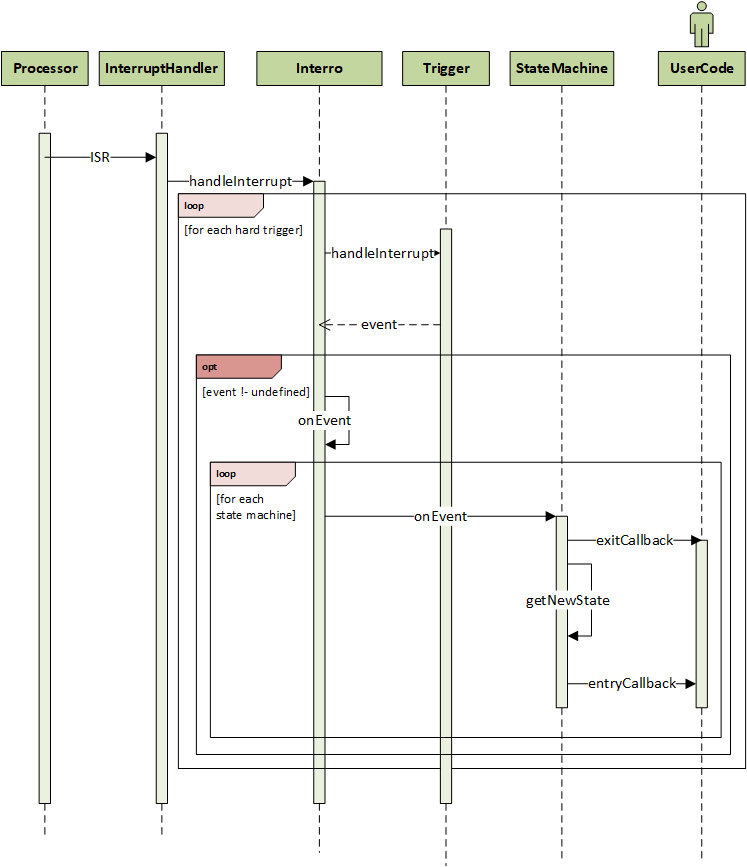 Processor InterruptHandler Interro Trigger StateMachine UserCode
ISR
handleInterrupt
loop
[for each hard trigger]
handleInterrupt
event
opt
[event !- undefined]
onEvent
loop
[for each
state machine]
onEvent
exitCallback
getNewState
entryCallback